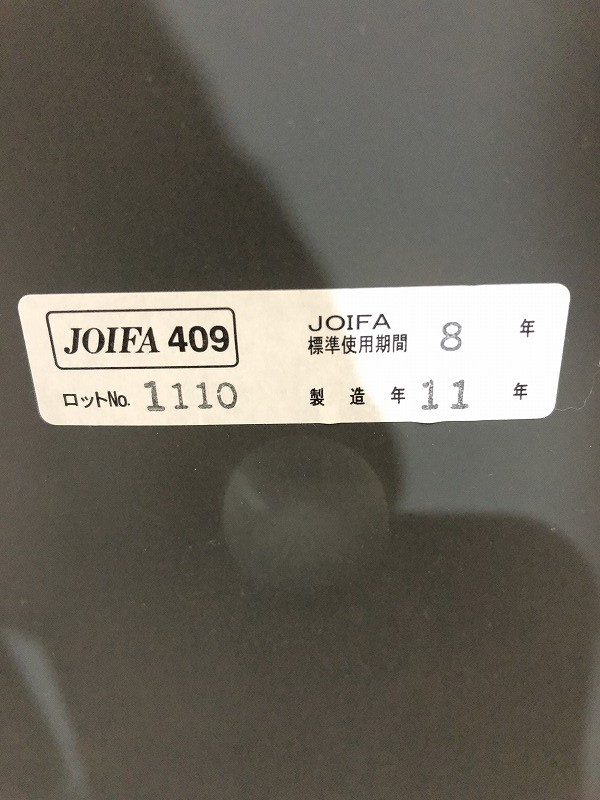 JOIFA 409
ロットNo. 1110
JOIFA
標準使用期間 8 年
製造年 11 年